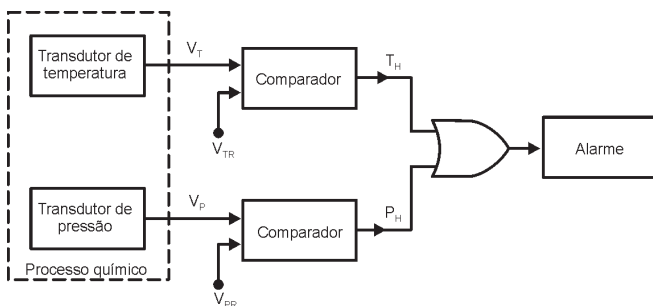 Transdutor de
temperatura
V_T
Comparador
T_H
V_TR
Alarme
Transdutor de
pressão
V_P
Comparador
P_H
V_PR
Processo químico